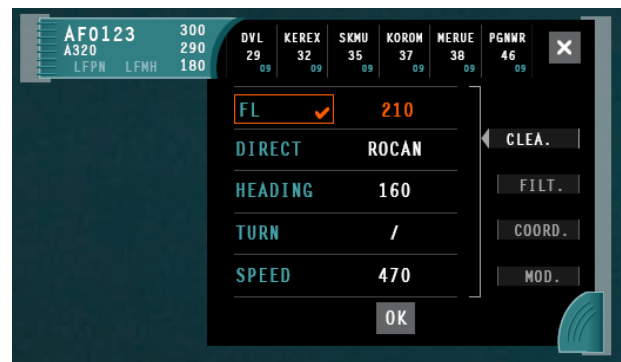 AF0123 300
A320 290
LFPN LFMH 180
DVL KEREX SKMU KOROM MERUE PGNWR
29 32 35 37 38 46
09 09 09 09 09 09
X
FL ✔ 210
DIRECT ROCAN
CLEA.
HEADING 160
FILT.
TURN /
COORD.
SPEED 470
MOD.
OK